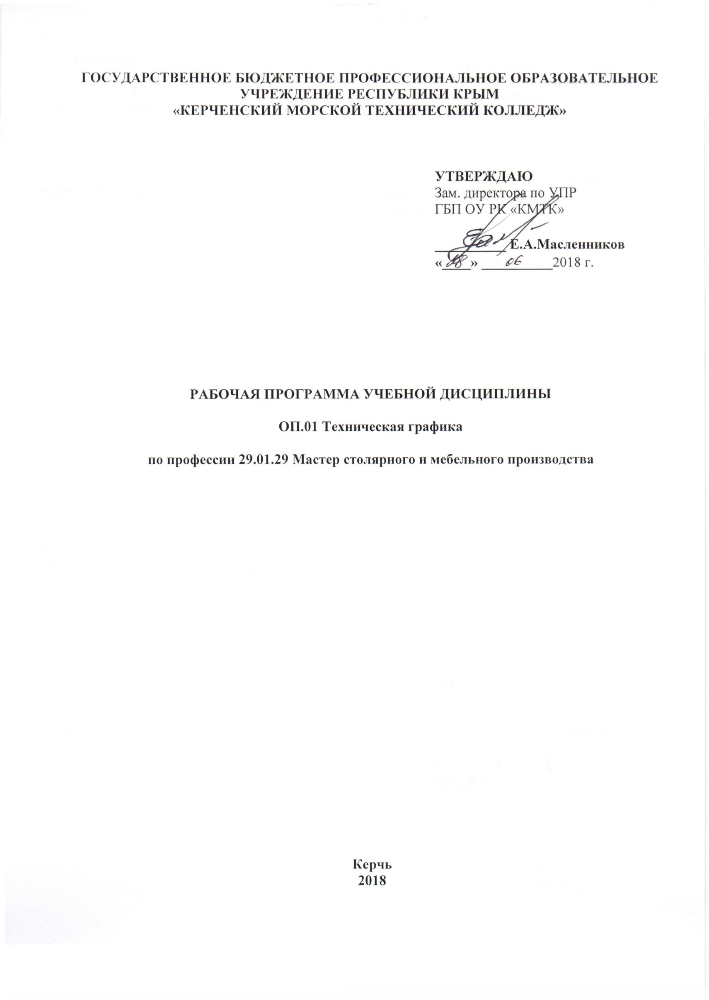 ГОСУДАРСТВЕННОЕ БЮДЖЕТНОЕ ПРОФЕССИОНАЛЬНОЕ ОБРАЗОВАТЕЛЬНОЕ
УЧРЕЖДЕНИЕ РЕСПУБЛИКИ КРЫМ
«КЕРЧЕНСКИЙ МОРСКОЙ ТЕХНИЧЕСКИЙ КОЛЛЕДЖ»
УТВЕРЖДАЮ
Зам. директора по УПР
ГБП ОУ РК «КМТК»
Е.А.Масленников
«18» 06 2018 г.
РАБОЧАЯ ПРОГРАММА УЧЕБНОЙ ДИСЦИПЛИНЫ
ОП.01 Техническая графика
по профессии 29.01.29 Мастер столярного и мебельного производства
Керчь
2018